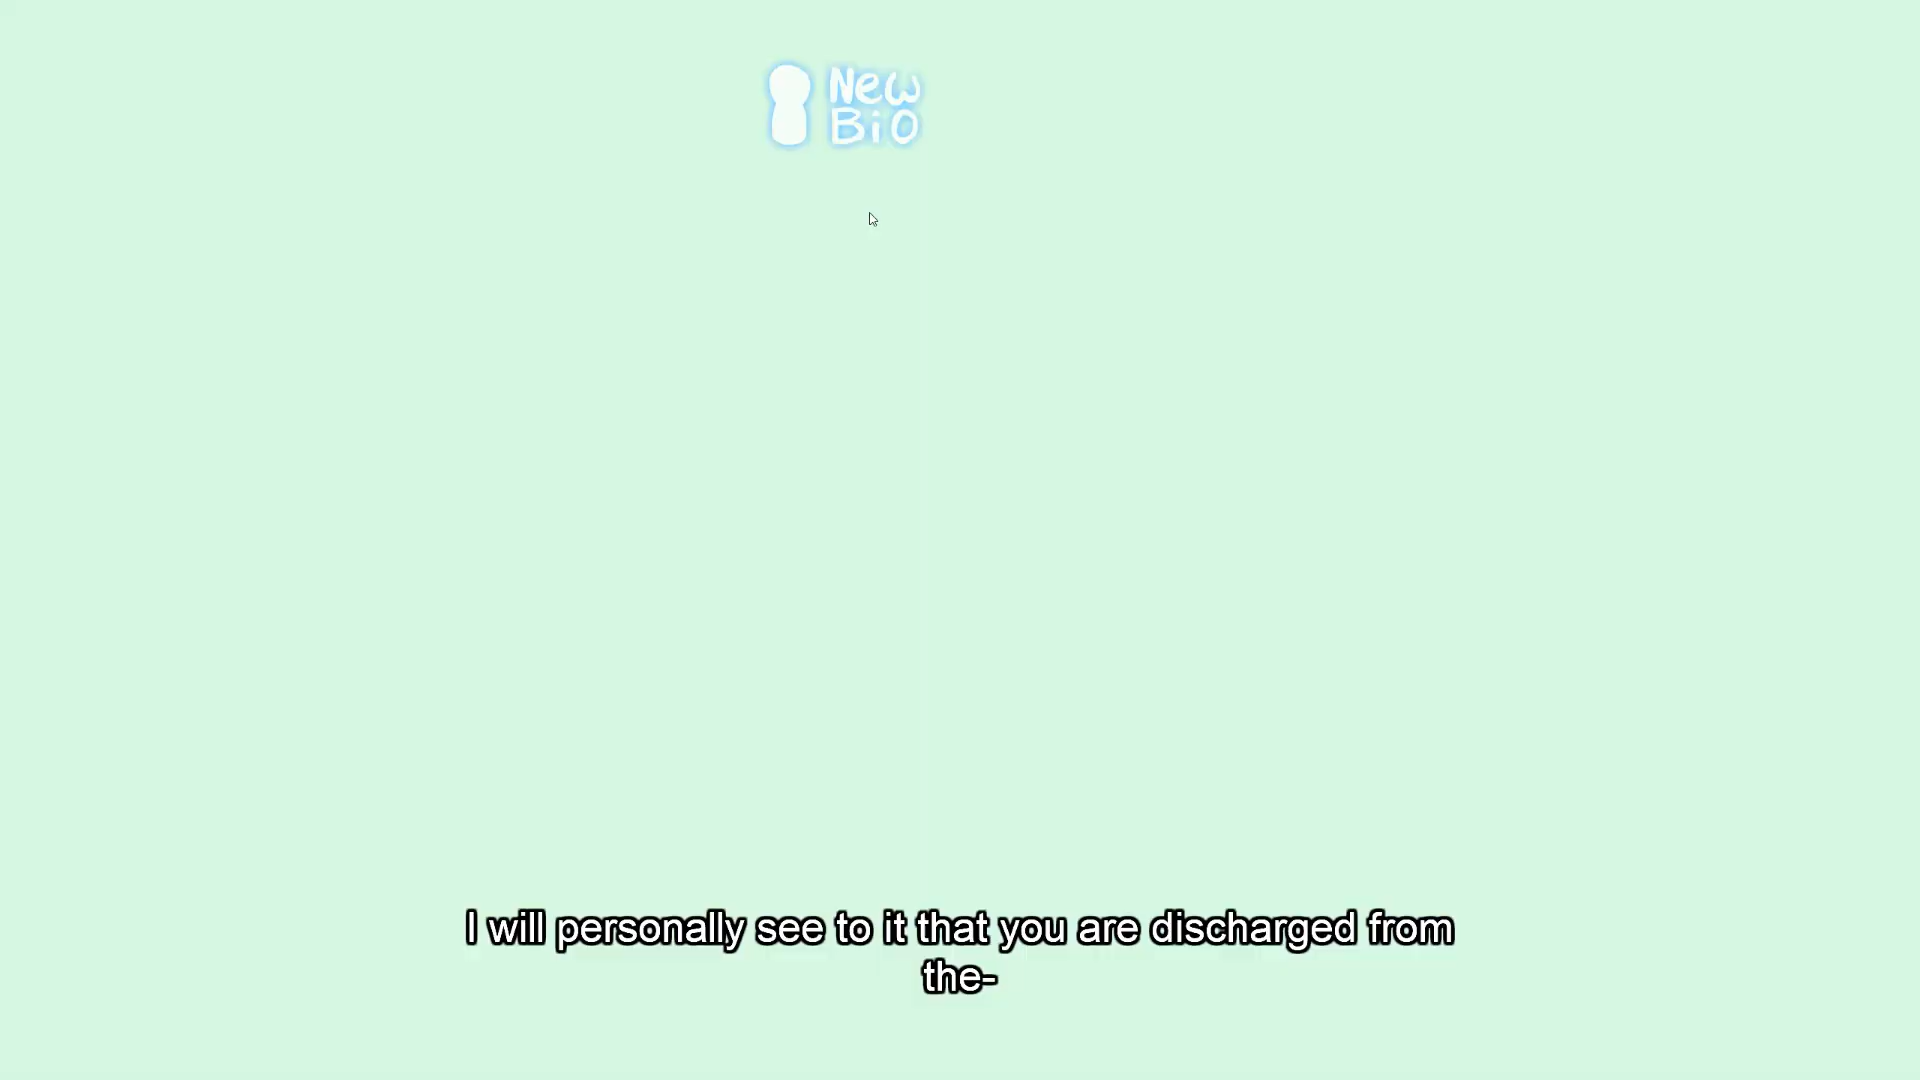 New
BiO
I will personally see to it that you are discharged from
the-